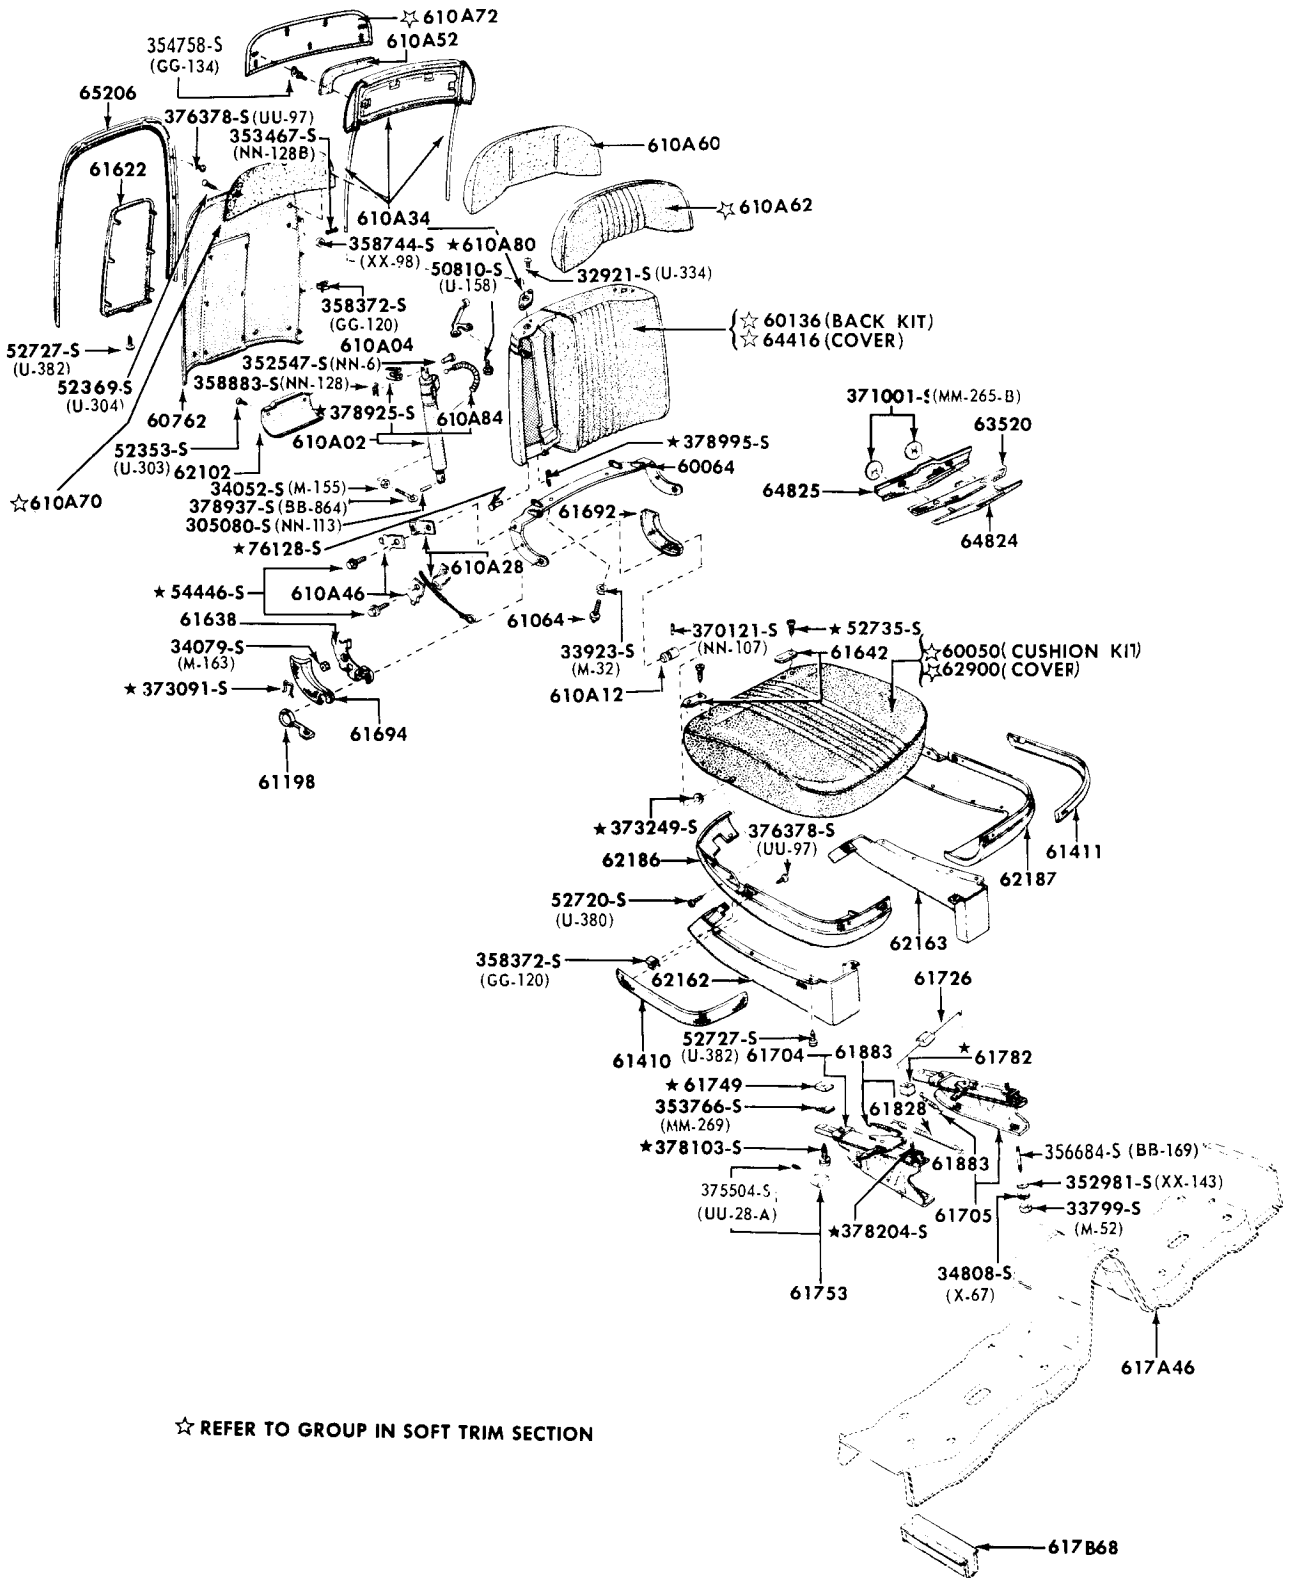 ☆ 610A72
354758-S
(GG-134)
610A52
65206
376378-S (UU-97)
353467-S
(NN-128B)
610A60
61622
☆ 610A62
610A34
★610A80
358744-S
(XX-98)
50810-S
(U-158)
32921-S (U-334)
358372-S
(GG-120)
☆ 60136 (BACK KIT)
☆ 64416 (COVER)
610A04
52727-S
(U-382)
352547-S (NN-6)
358883-S (NN-128)
52369-S
(U-304)
60762
★378925-S
610A84
371001-S (MM-265-B)
63520
610A02
★378995-S
52353-S
(U-303)
62102
60064
☆610A70
34052-S (M-155)
64825
378937-S (BB-864)
305080-S (NN-113)
61692
64824
★76128-S
610A28
★54446-S
610A46
61064
61638
370121-S
(NN-107)
★52735-S
34079-S
(M-163)
33923-S
(M-32)
61642
☆60050 (CUSHION KIT)
☆62900 (COVER)
★373091-S
610A12
61694
61198
★373249-S
376378-S
(UU-97)
61411
62186
62187
52720-S
(U-380)
62163
358372-S
(GG-120)
62162
61726
61410
52727-S
(U-382)
61704
61883
★
61782
★61749
353766-S
(MM-269)
61828
★378103-S
61883
356684-S (BB-169)
375504-S
(UU-28-A)
352981-S (XX-143)
61705
33799-S
(M-52)
★378204-S
34808-S
(X-67)
61753
617A46
☆ REFER TO GROUP IN SOFT TRIM SECTION
617B68